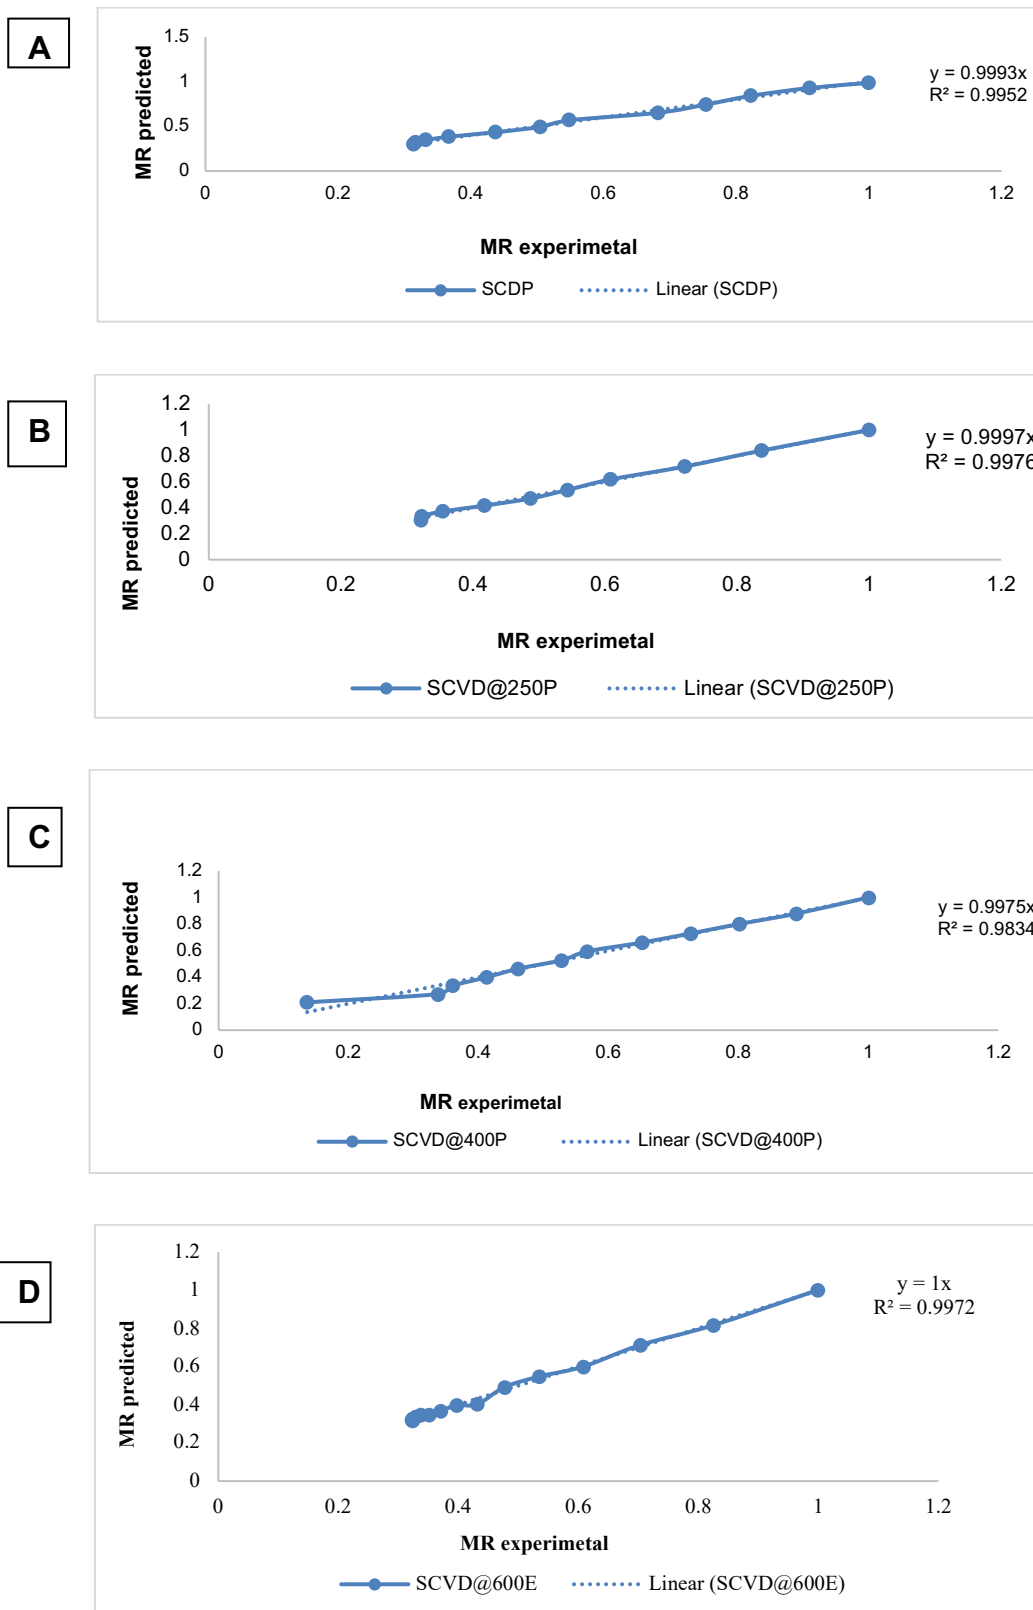 A
1.5
1
0.5
0
MR predicted
y = 0.9993x
R² = 0.9952
0 0.2 0.4 0.6 0.8 1 1.2
MR experimetal
SCDP Linear (SCDP)
B
1.2
1
0.8
0.6
0.4
0.2
0
MR predicted
y = 0.9997x
R² = 0.9976
0 0.2 0.4 0.6 0.8 1 1.2
MR experimetal
SCVD@250P Linear (SCVD@250P)
C
1.2
1
0.8
0.6
0.4
0.2
0
MR predicted
y = 0.9975x
R² = 0.9834
0 0.2 0.4 0.6 0.8 1 1.2
MR experimetal
SCVD@400P Linear (SCVD@400P)
D
1.2
1
0.8
0.6
0.4
0.2
0
MR predicted
y = 1x
R² = 0.9972
0 0.2 0.4 0.6 0.8 1 1.2
MR experimetal
SCVD@600E Linear (SCVD@600E)